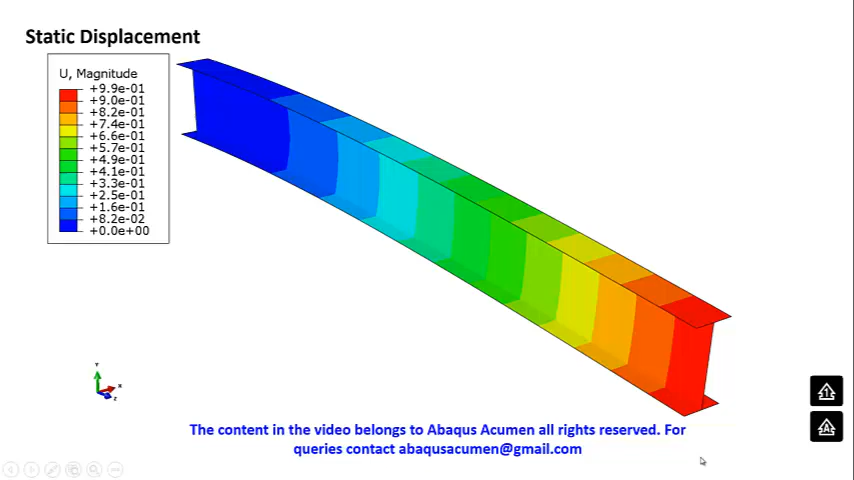 Static Displacement
U, Magnitude
+9.9e-01
+9.0e-01
+8.2e-01
+7.4e-01
+6.6e-01
+5.7e-01
+4.9e-01
+4.1e-01
+3.3e-01
+2.5e-01
+1.6e-01
+8.2e-02
+0.0e+00
Y
X
Z
The content in the video belongs to Abaqus Acumen all rights reserved. For
queries contact abaqusacumen@gmail.com
1
A